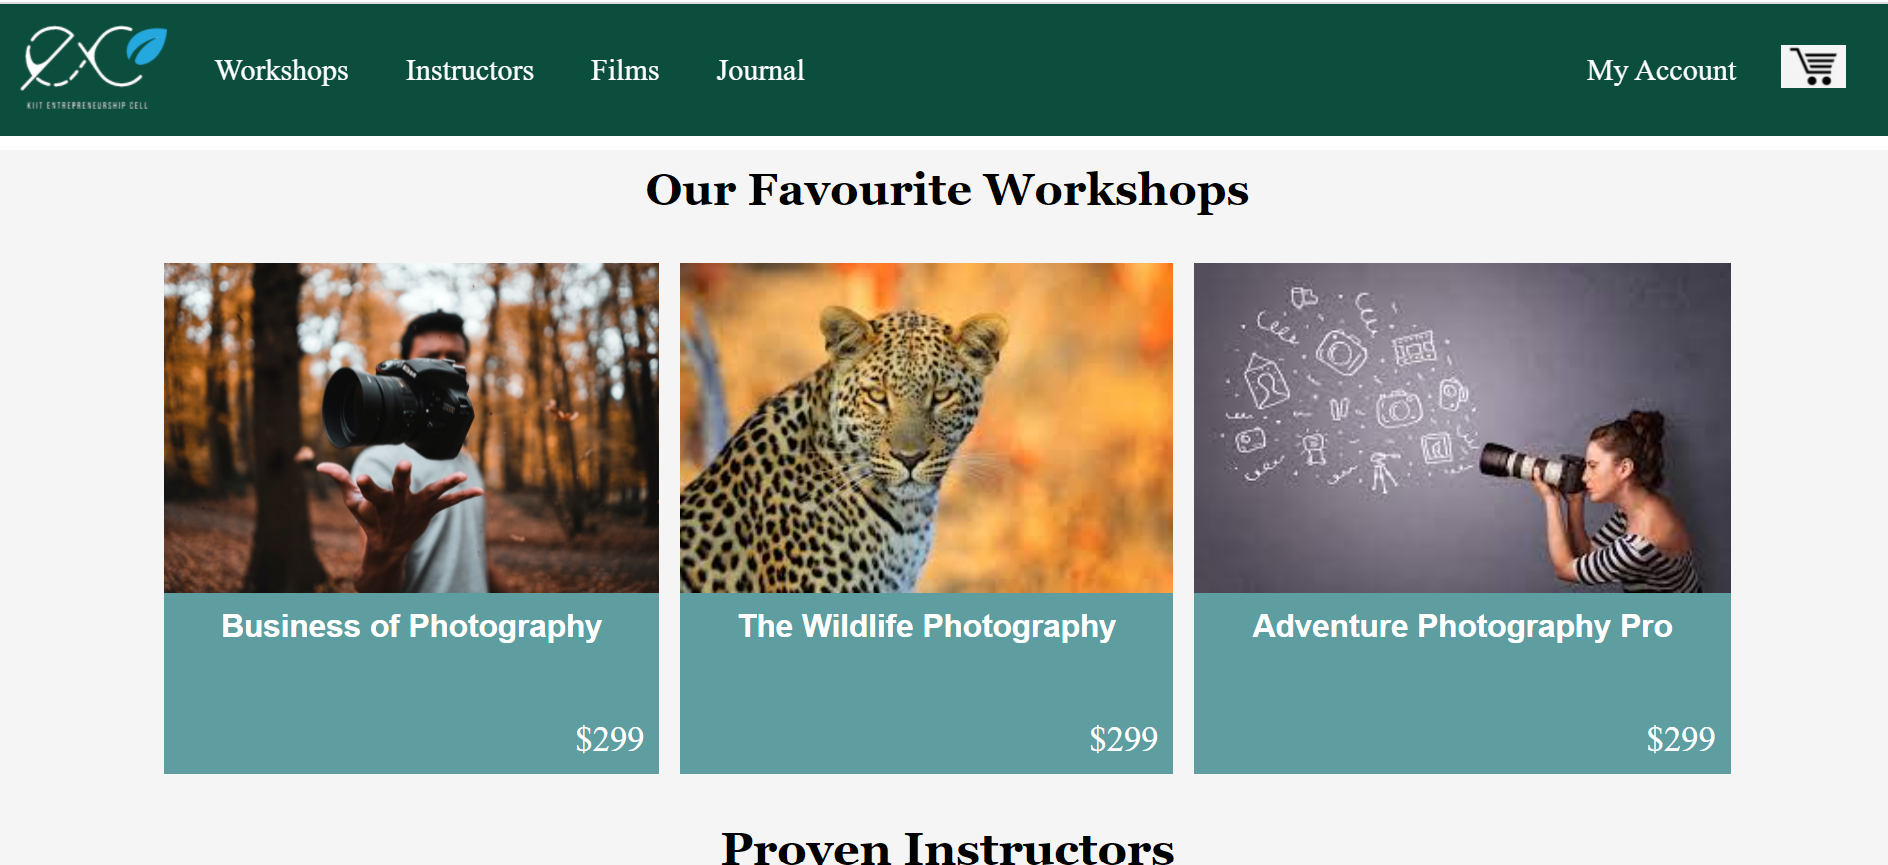 KIIT ENTREPRENEURSHIP CELL
Workshops Instructors Films Journal My Account
Our Favourite Workshops
Business of Photography The Wildlife Photography Adventure Photography Pro
$299 $299 $299
Proven Instructors